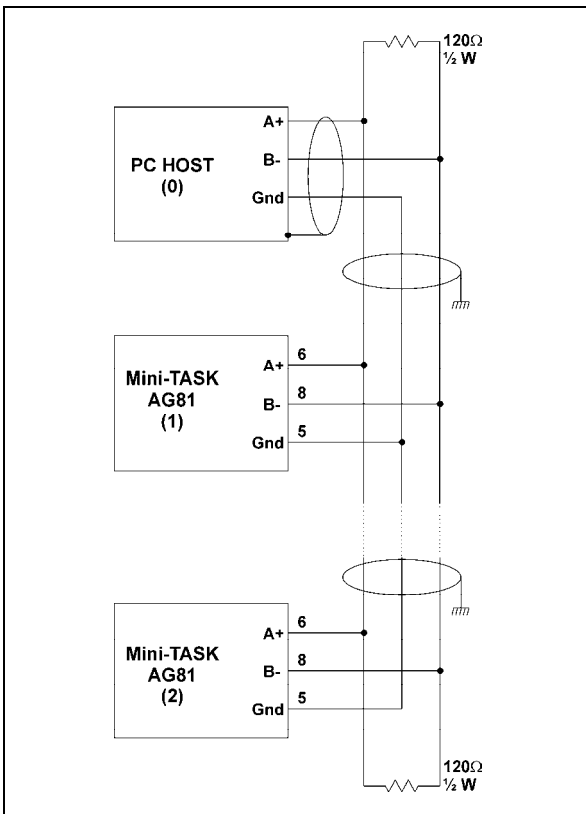 120Ω
½ W
A+
PC HOST
(0)
B-
Gnd
Mini-TASK
AG81
(1)
A+
6
B-
8
Gnd
5
Mini-TASK
AG81
(2)
A+
6
B-
8
Gnd
5
120Ω
½ W